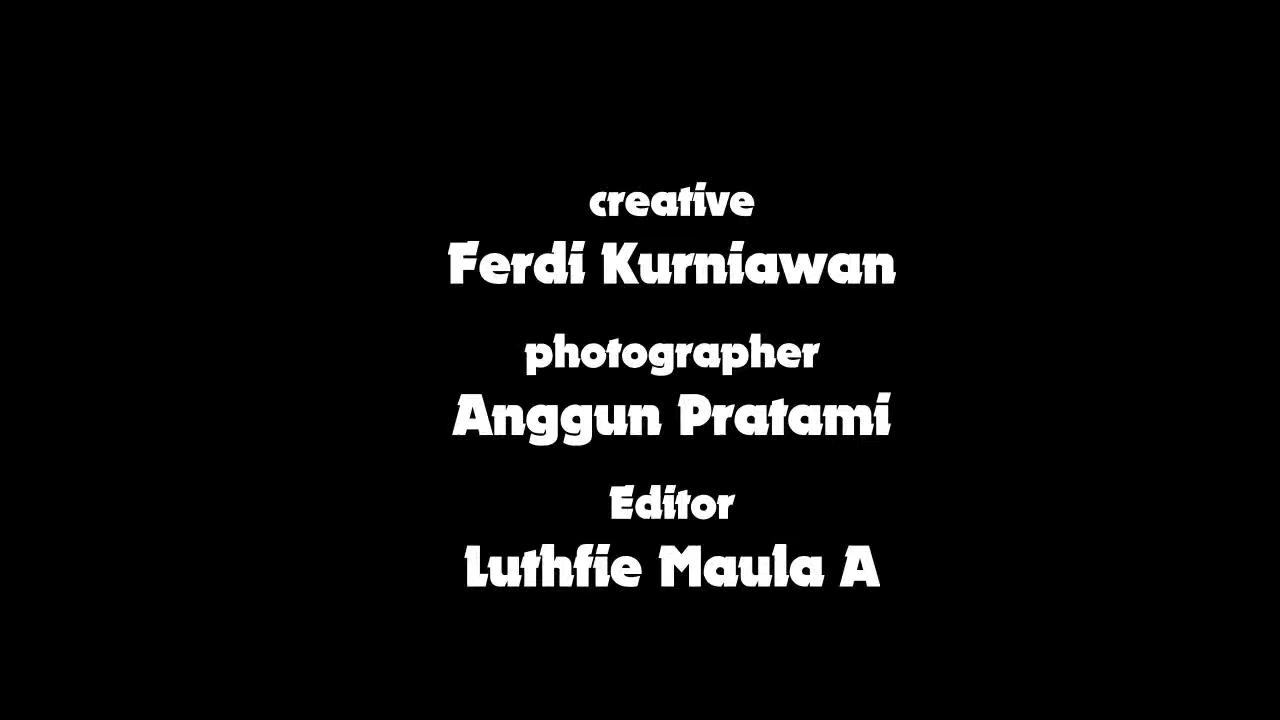 creative
Ferdi Kurniawan
photographer
Anggun Pratami
Editor
Luthfie Maula A